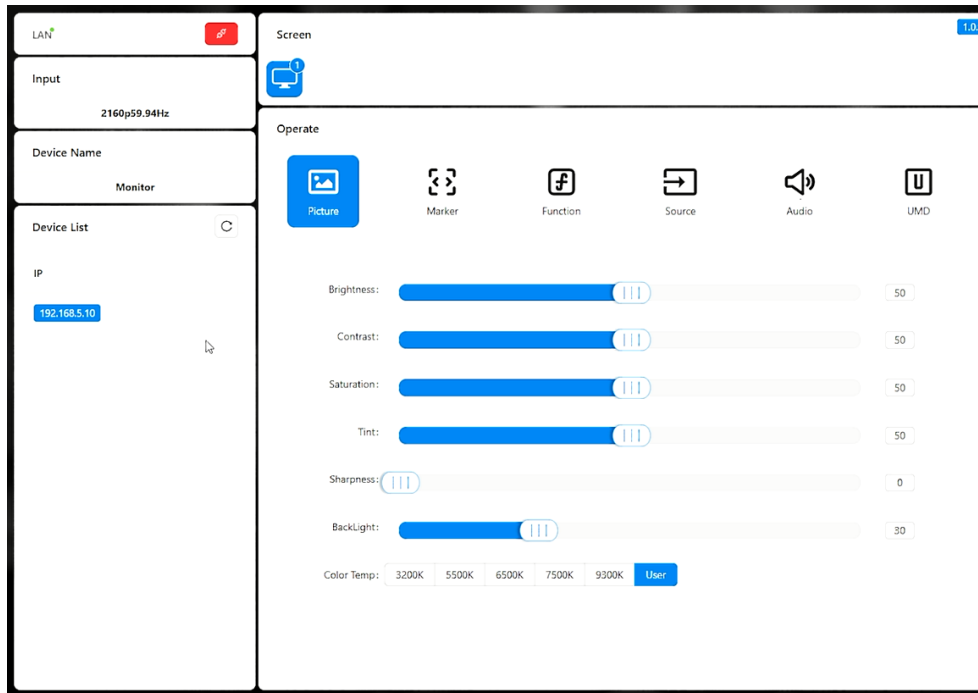 LAN
Screen
1.0.
Input
1
2160p59.94Hz
Operate
Device Name
Monitor
Picture
Marker
Function
Source
Audio
UMD
Device List
IP
192.168.5.10
Brightness: 50
Contrast: 50
Saturation: 50
Tint: 50
Sharpness: 0
BackLight: 30
Color Temp: 3200K 5500K 6500K 7500K 9300K User